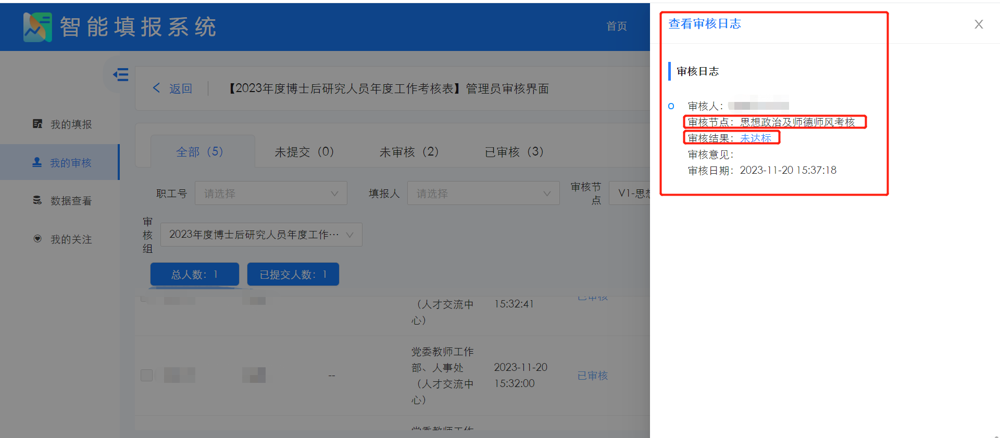 智能填报系统
首页
我的填报
我的审核
数据查看
我的关注
返回
【2023年度博士后研究人员年度工作考核表】管理员审核界面
全部（5）
未提交（0）
未审核（2）
已审核（3）
职工号
请选择
填报人
请选择
审核节
点
V1-思想
审
核
组
2023年度博士后研究人员年度工作…
总人数：1
已提交人数：1
（人才交流中
心）
15:32:41
已审核
--
党委教师工作
部、人事处
（人才交流中
心）
2023-11-20
15:32:00
已审核
党委教师工作
查看审核日志
X
审核日志
审核人：
审核节点：思想政治及师德师风考核
审核结果：未达标
审核意见：
审核日期：2023-11-20 15:37:18